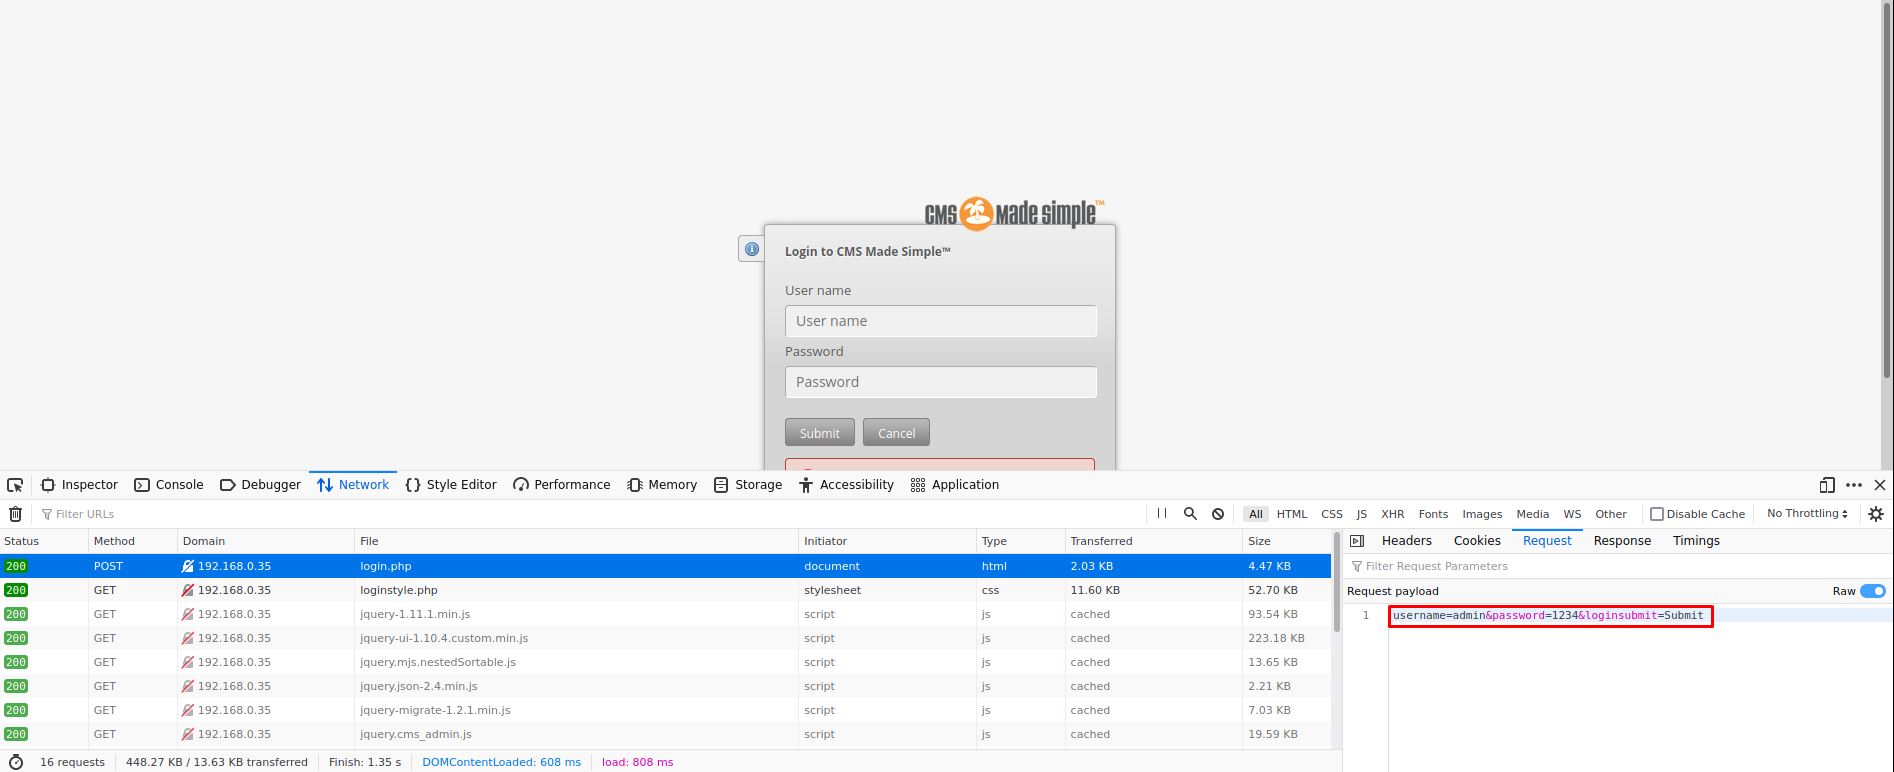 CMS Made Simple™
Login to CMS Made Simple™
User name
User name
Password
Password
Submit Cancel
Inspector Console Debugger Network Style Editor Performance Memory Storage Accessibility Application
Filter URLs All HTML CSS JS XHR Fonts Images Media WS Other Disable Cache No Throttling
Status Method Domain File Initiator Type Transferred Size
200 POST 192.168.0.35 login.php document html 2.03 KB 4.47 KB
200 GET 192.168.0.35 loginstyle.php stylesheet css 11.60 KB 52.70 KB
200 GET 192.168.0.35 jquery-1.11.1.min.js script js cached 93.54 KB
200 GET 192.168.0.35 jquery-ui-1.10.4.custom.min.js script js cached 223.18 KB
200 GET 192.168.0.35 jquery.mjs.nestedSortable.js script js cached 13.65 KB
200 GET 192.168.0.35 jquery.json-2.4.min.js script js cached 2.21 KB
200 GET 192.168.0.35 jquery-migrate-1.2.1.min.js script js cached 7.03 KB
200 GET 192.168.0.35 jquery.cms_admin.js script js cached 19.59 KB
16 requests 448.27 KB / 13.63 KB transferred Finish: 1.35 s DOMContentLoaded: 608 ms load: 808 ms
Headers Cookies Request Response Timings
Filter Request Parameters
Request payload Raw
1 username=admin&password=1234&loginsubmit=Submit